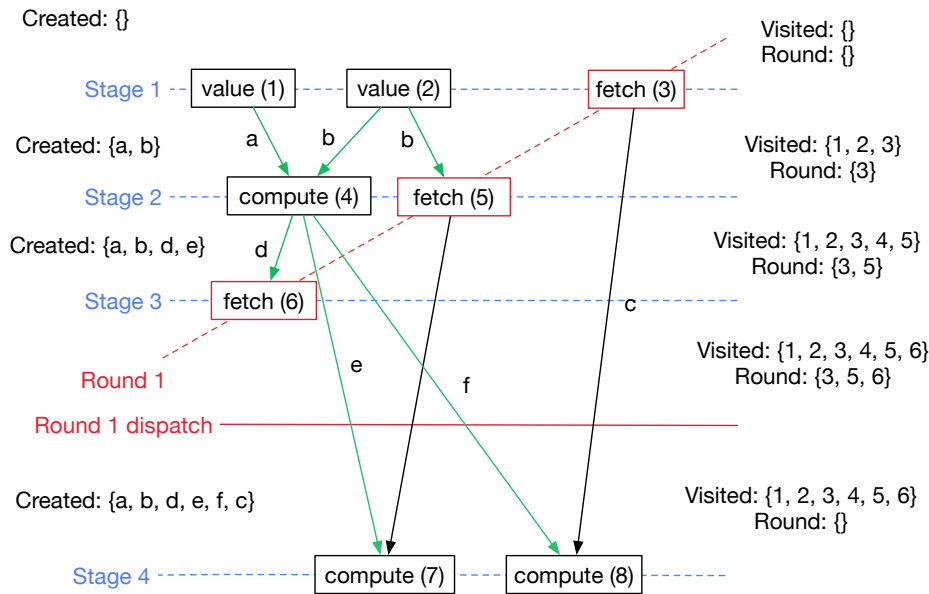 Created: {}
Visited: {}
Round: {}
Stage 1
value (1)
value (2)
fetch (3)
a
b
b
Created: {a, b}
Visited: {1, 2, 3}
Round: {3}
Stage 2
compute (4)
fetch (5)
Created: {a, b, d, e}
d
Visited: {1, 2, 3, 4, 5}
Round: {3, 5}
Stage 3
fetch (6)
c
Visited: {1, 2, 3, 4, 5, 6}
Round: {3, 5, 6}
e
f
Round 1
Round 1 dispatch
Created: {a, b, d, e, f, c}
Visited: {1, 2, 3, 4, 5, 6}
Round: {}
Stage 4
compute (7)
compute (8)